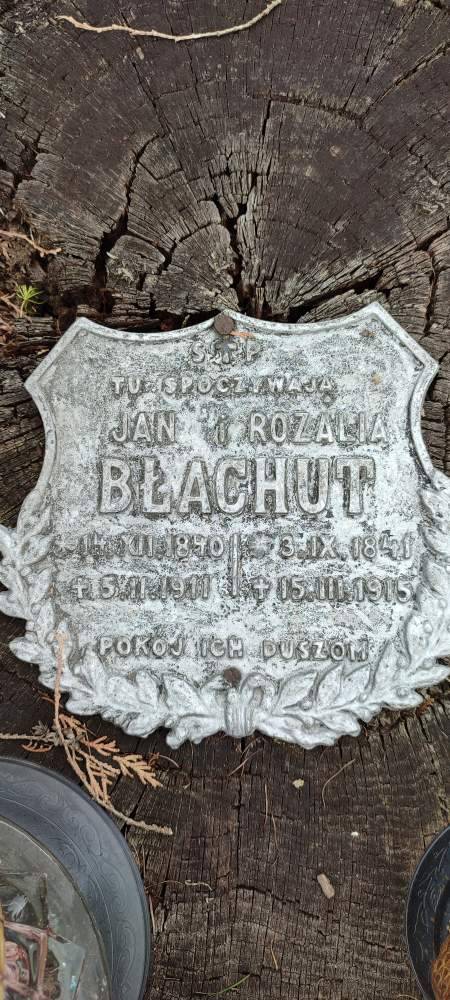 Ś † P
TU SPOCZYWAJĄ
JAN i ROZALIA
BŁACHUT
* 14.XII.1840 * 3.IX.1841
† 5.II.1911 † 15.III.1915
POKÓJ ICH DUSZOM